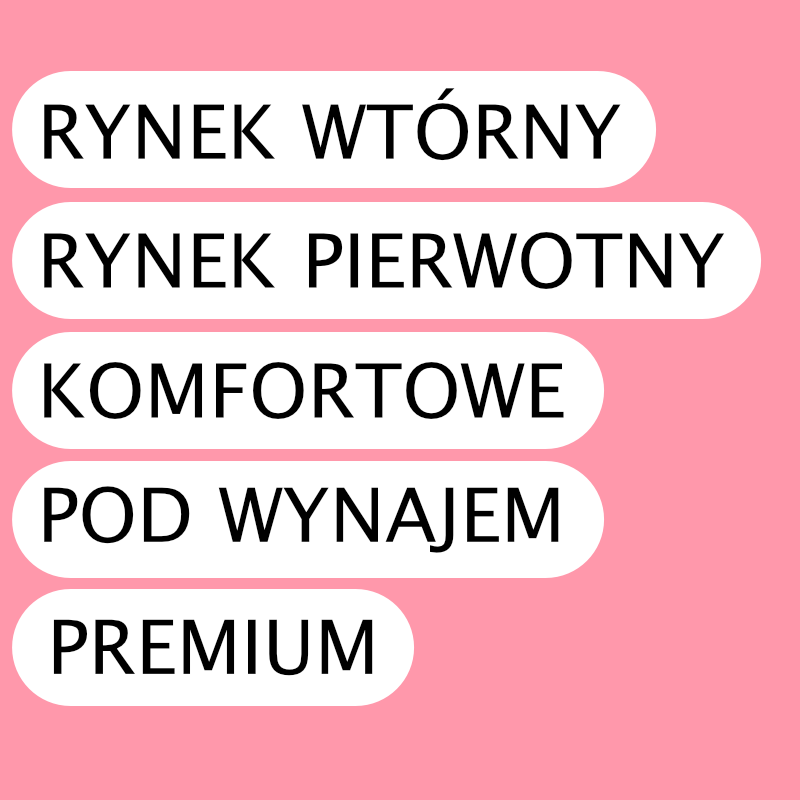 RYNEK WTÓRNY
RYNEK PIERWOTNY
KOMFORTOWE
POD WYNAJEM
PREMIUM